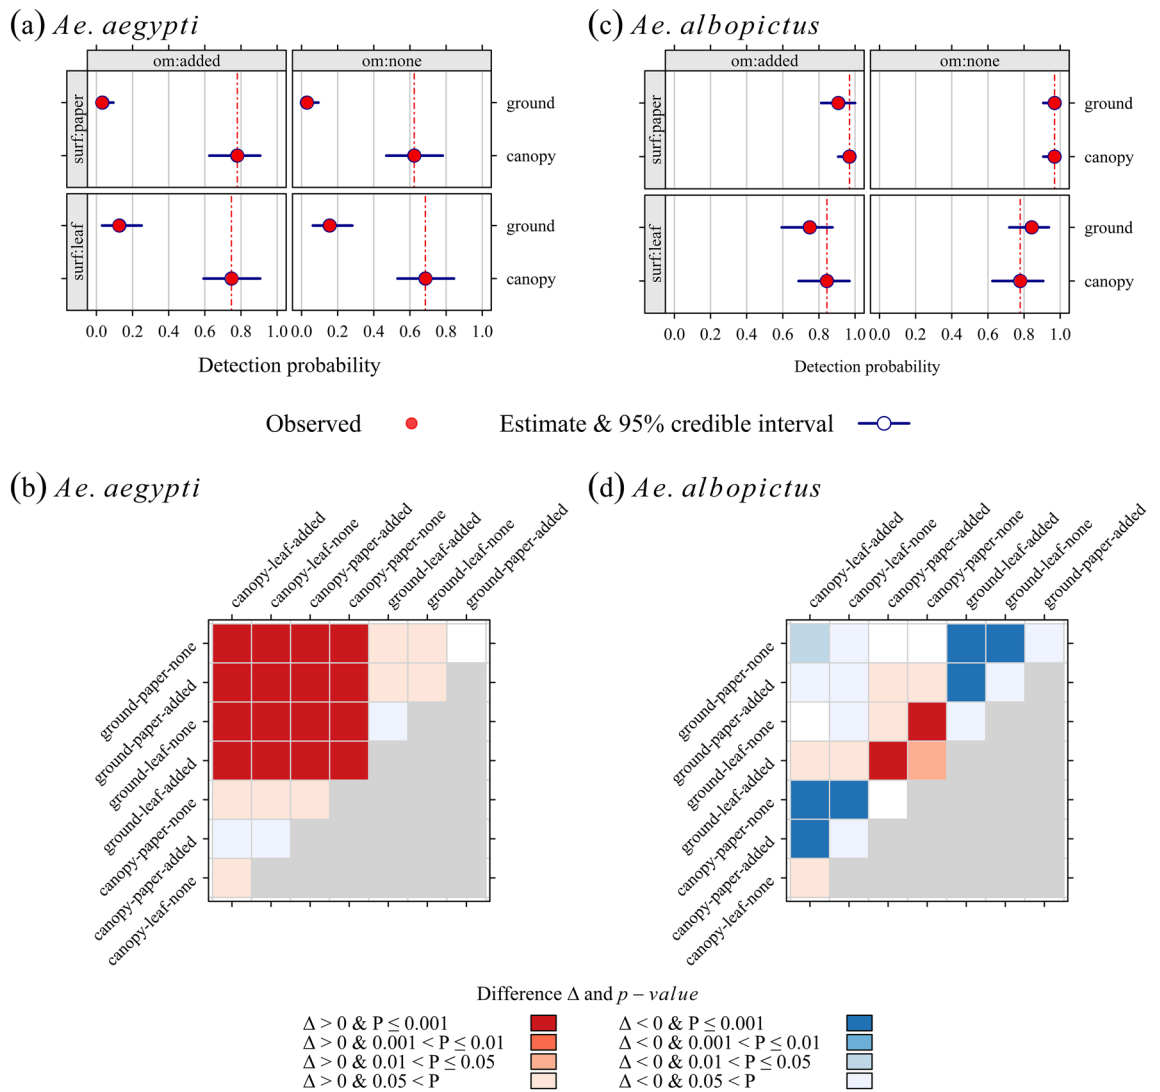 (a) Ae. aegypti
om:added om:none
surf:paper
ground
canopy
surf:leaf
ground
canopy
0.0 0.2 0.4 0.6 0.8 1.0 0.0 0.2 0.4 0.6 0.8 1.0
Detection probability
(c) Ae. albopictus
om:added om:none
surf:paper
ground
canopy
surf:leaf
ground
canopy
0.0 0.2 0.4 0.6 0.8 1.0 0.0 0.2 0.4 0.6 0.8 1.0
Detection probability
Observed Estimate & 95% credible interval
(b) Ae. aegypti
canopy-leaf-added
canopy-leaf-none
canopy-paper-added
canopy-paper-none
ground-leaf-added
ground-leaf-none
ground-paper-added
ground-paper-none
ground-paper-added
ground-leaf-none
ground-leaf-added
canopy-paper-none
canopy-paper-added
canopy-leaf-none
(d) Ae. albopictus
canopy-leaf-added
canopy-leaf-none
canopy-paper-added
canopy-paper-none
ground-leaf-added
ground-leaf-none
ground-paper-added
ground-paper-none
ground-paper-added
ground-leaf-none
ground-leaf-added
canopy-paper-none
canopy-paper-added
canopy-leaf-none
Difference Δ and p − value
Δ > 0 & P ≤ 0.001
Δ > 0 & 0.001 < P ≤ 0.01
Δ > 0 & 0.01 < P ≤ 0.05
Δ > 0 & 0.05 < P
Δ < 0 & P ≤ 0.001
Δ < 0 & 0.001 < P ≤ 0.01
Δ < 0 & 0.01 < P ≤ 0.05
Δ < 0 & 0.05 < P